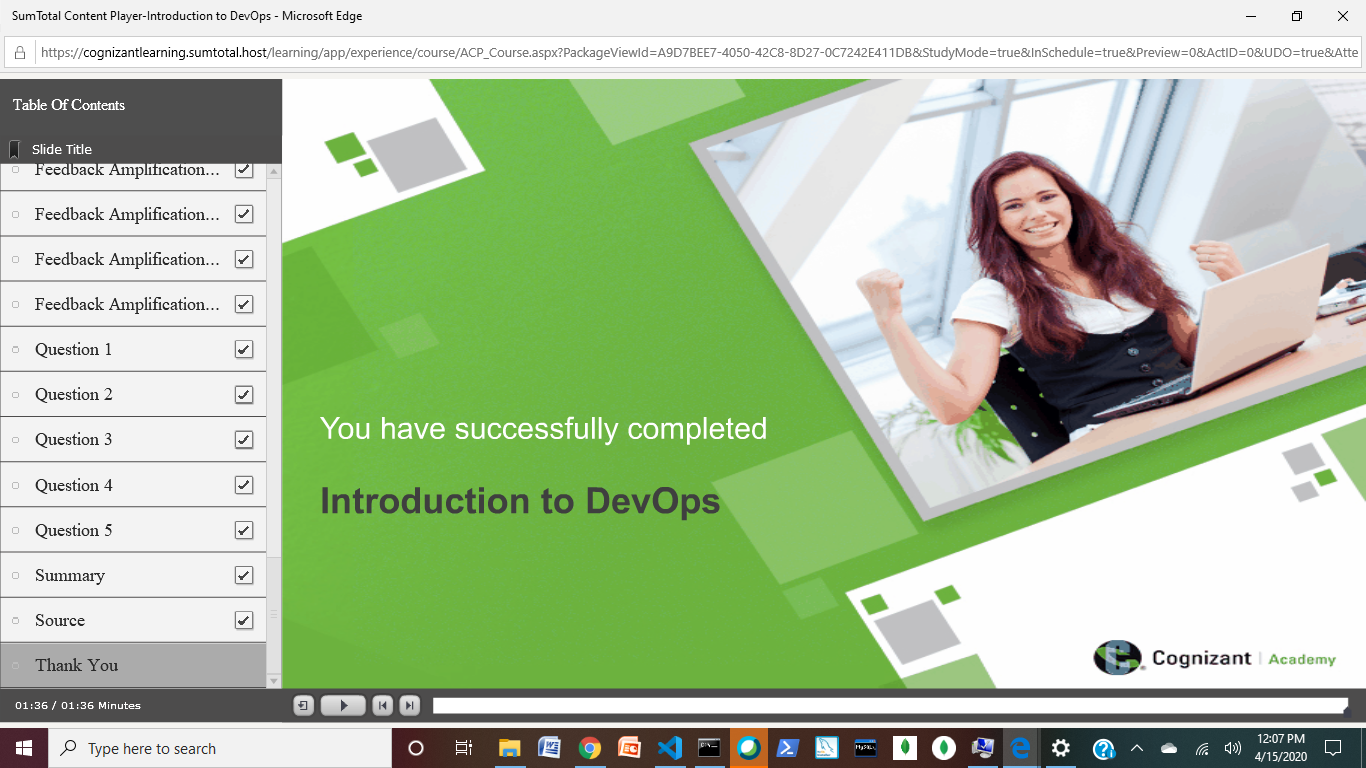 SumTotal Content Player-Introduction to DevOps - Microsoft Edge
https://cognizantlearning.sumtotal.host/learning/app/experience/course/ACP_Course.aspx?PackageViewId=A9D7BEE7-4050-42C8-8D27-0C7242E411DB&StudyMode=true&InSchedule=true&Preview=0&ActID=0&UDO=true&Atte
Table Of Contents
Slide Title
Feedback Amplification...
Feedback Amplification...
Feedback Amplification...
Feedback Amplification...
Question 1
Question 2
Question 3
Question 4
Question 5
Summary
Source
Thank You
You have successfully completed
Introduction to DevOps
Cognizant | Academy
01:36 / 01:36 Minutes
Type here to search
12:07 PM
4/15/2020